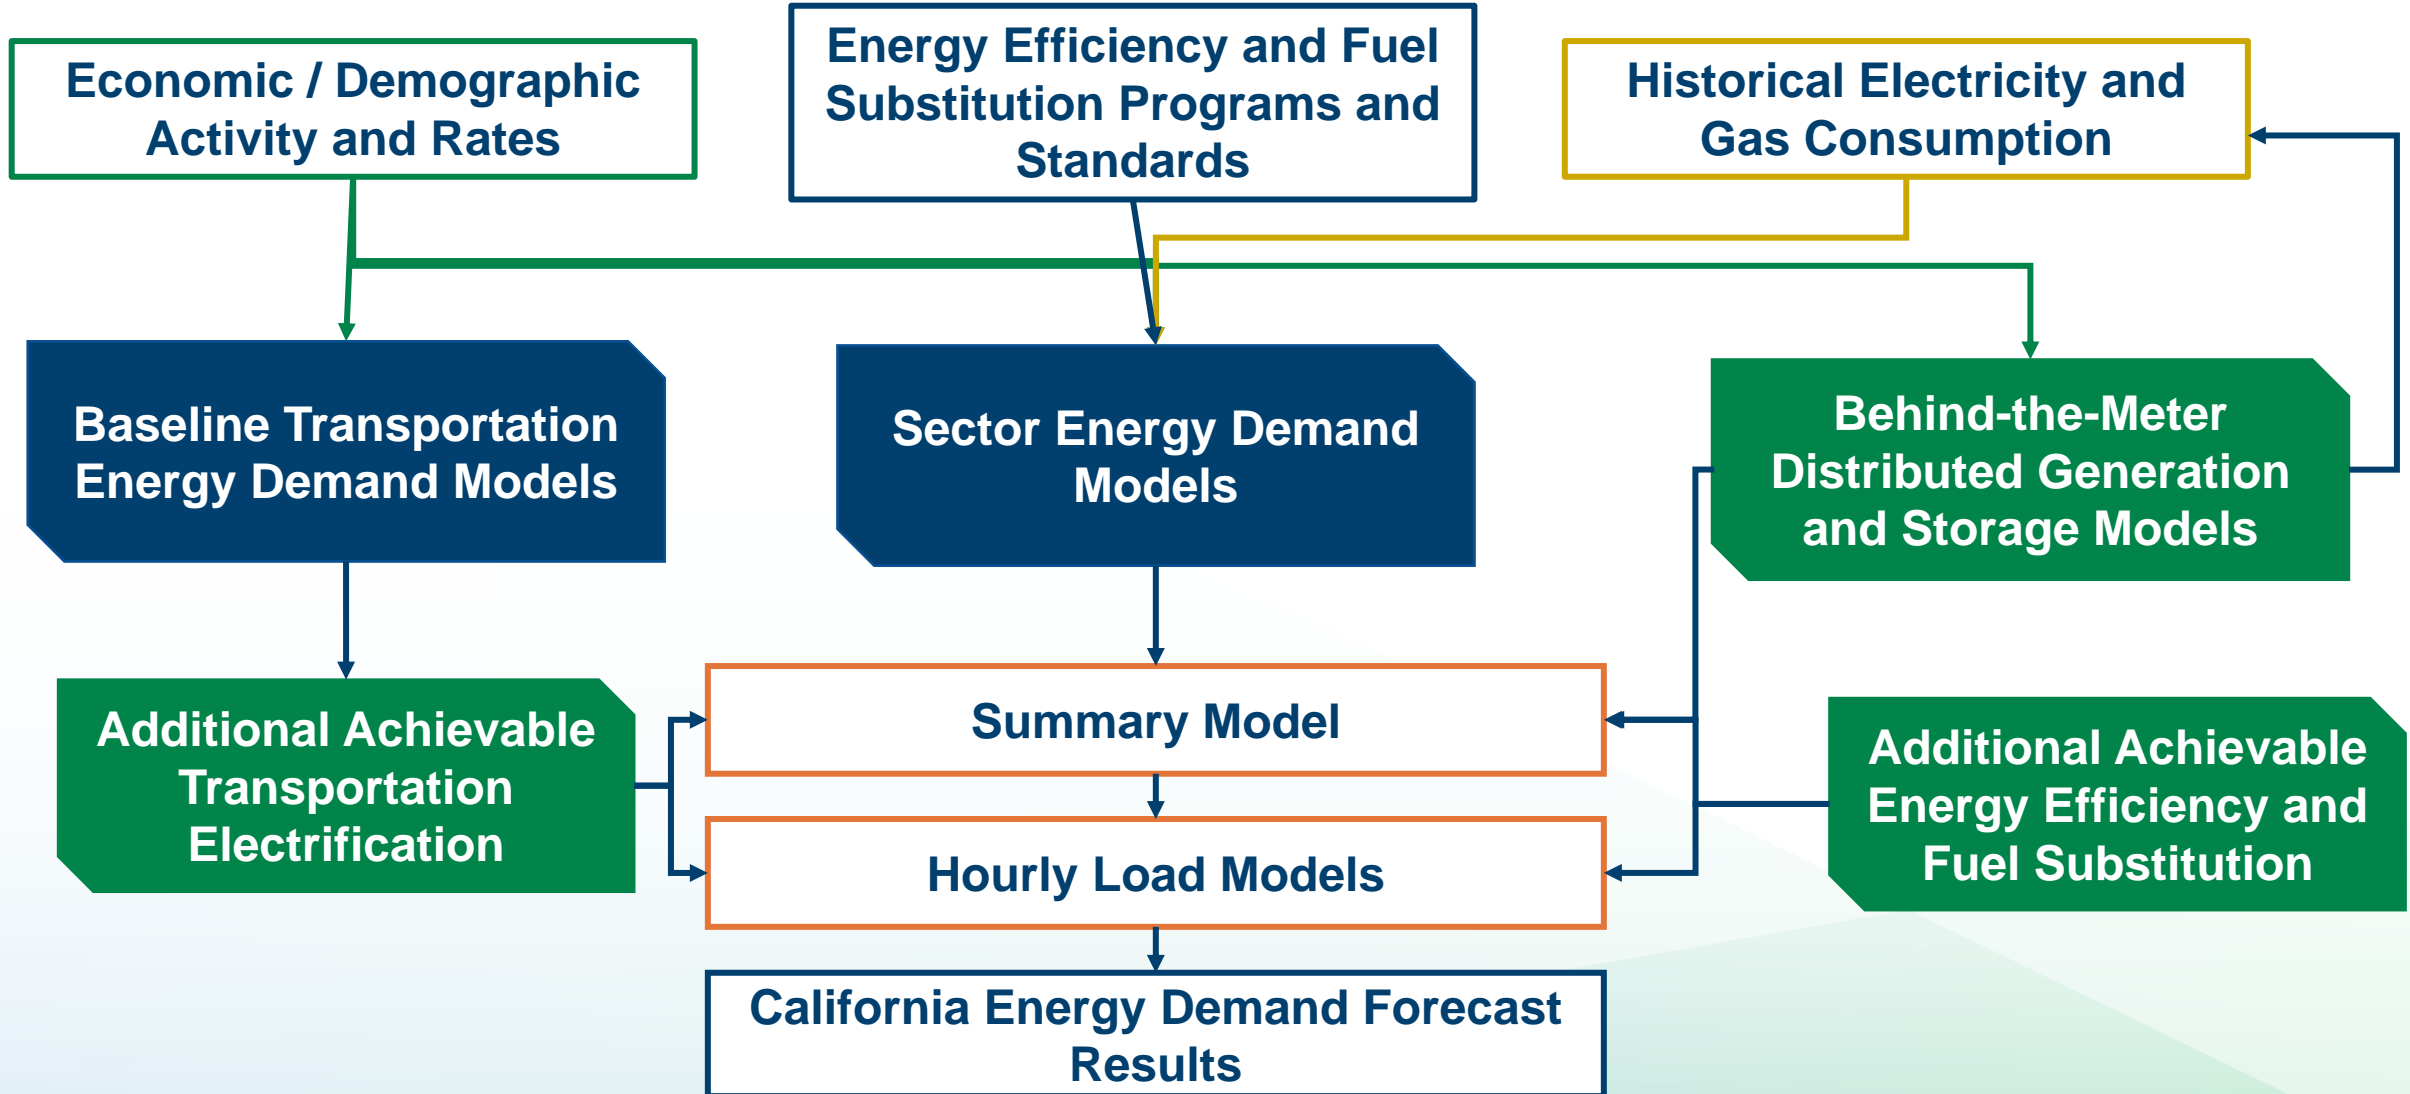 Economic / Demographic
Activity and Rates
Energy Efficiency and Fuel
Substitution Programs and
Standards
Historical Electricity and
Gas Consumption
Baseline Transportation
Energy Demand Models
Sector Energy Demand
Models
Behind-the-Meter
Distributed Generation
and Storage Models
Additional Achievable
Transportation
Electrification
Summary Model
Hourly Load Models
Additional Achievable
Energy Efficiency and
Fuel Substitution
California Energy Demand Forecast
Results